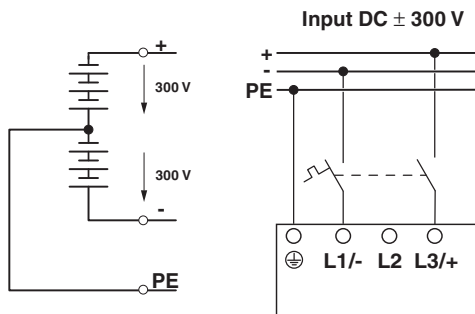 Input DC ± 300 V
+
300 V
300 V
-
PE
+
-
PE
L1/- L2 L3/+